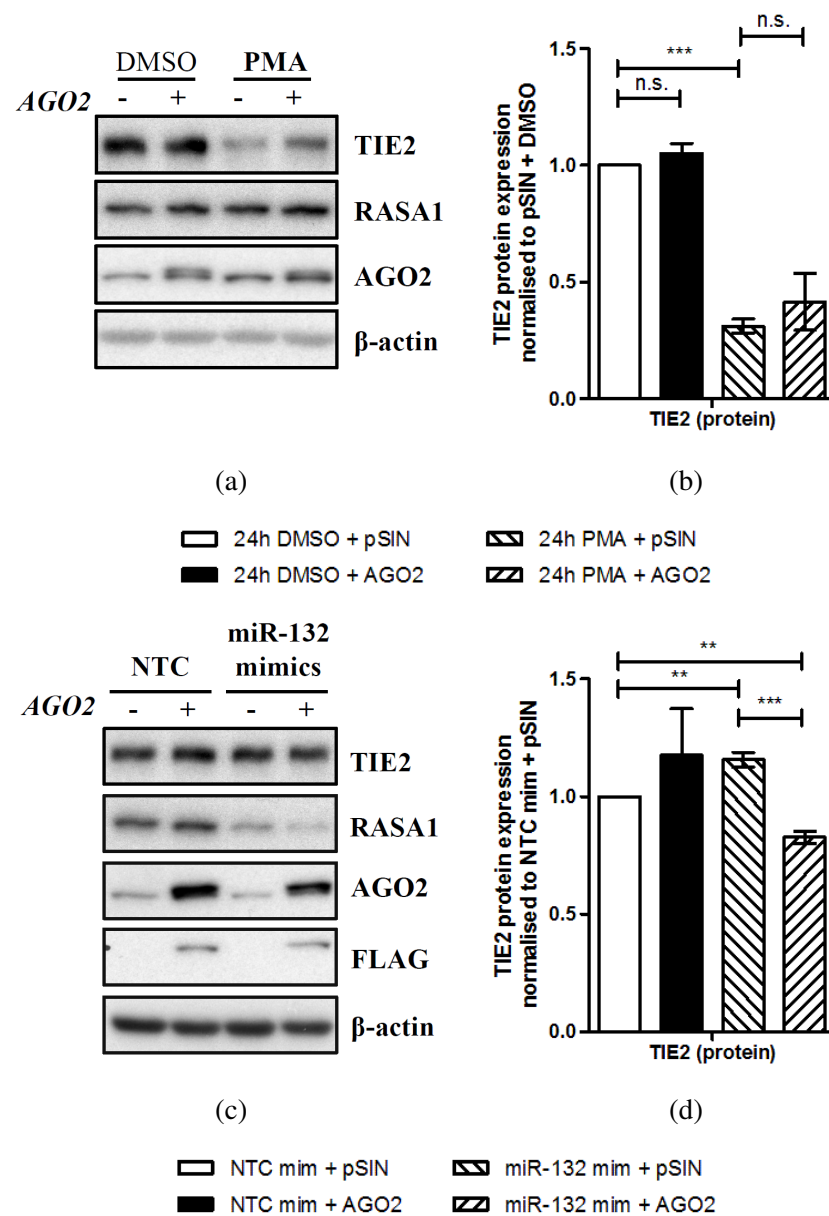 DMSO PMA
AGO2 - + - +
TIE2
RASA1
AGO2
β-actin
(a)
n.s.
***
n.s.
1.5
1.0
0.5
0.0
TIE2 protein expression
normalised to pSIN + DMSO
TIE2 (protein)
(b)
24h DMSO + pSIN 24h PMA + pSIN
24h DMSO + AGO2 24h PMA + AGO2
miR-132
NTC mimics
AGO2 - + - +
TIE2
RASA1
AGO2
FLAG
β-actin
(c)
**
**
***
1.5
1.0
0.5
0.0
TIE2 protein expression
normalised to NTC mim + pSIN
TIE2 (protein)
(d)
NTC mim + pSIN miR-132 mim + pSIN
NTC mim + AGO2 miR-132 mim + AGO2